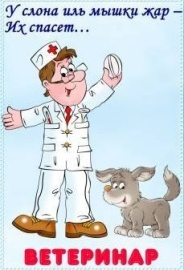 У слона иль мышки жар –
Их спасет...
ВЕТЕРИНАР